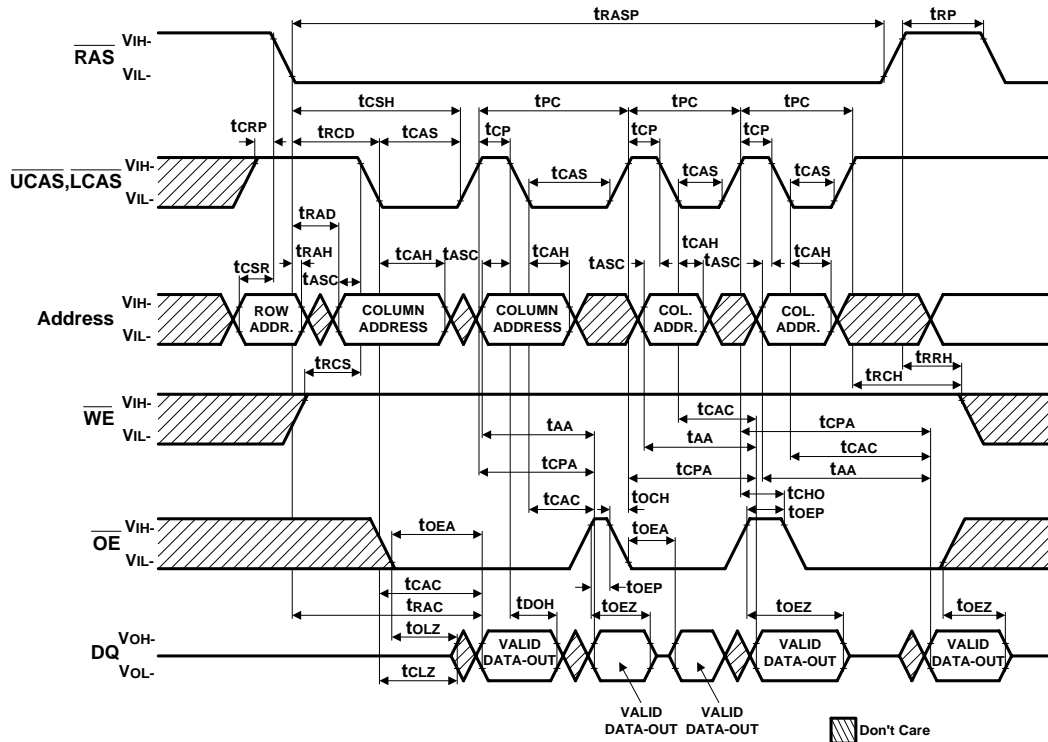 tRASP
tRP
RAS
VIH-
VIL-
tCSH
tPC
tPC
tPC
tCRP
tRCD
tCAS
tCP
tCP
tCP
UCAS,LCAS
VIH-
VIL-
tCAS
tCAS
tCAS
tRAD
tRAH
tCSR
tASC
tCAH
tASC
tCAH
tASC
tCAH
tASC
tCAH
Address
VIH-
VIL-
ROW
ADDR.
COLUMN
ADDRESS
COLUMN
ADDRESS
COL.
ADDR.
COL.
ADDR.
tRCS
tRRH
tRCH
WE
VIH-
VIL-
tCAC
tCPA
tAA
tAA
tCAC
tCPA
tCPA
tAA
tCAC
tOCH
tCHO
tOEP
OE
VIH-
VIL-
tOEA
tOEA
tCAC
tOEP
tRAC
tDOH
tOEZ
tOEZ
tOEZ
tOLZ
DQ
VOH-
VOL-
VALID
DATA-OUT
VALID
DATA-OUT
VALID
DATA-OUT
tCLZ
VALID
DATA-OUT
VALID
DATA-OUT
Don't Care